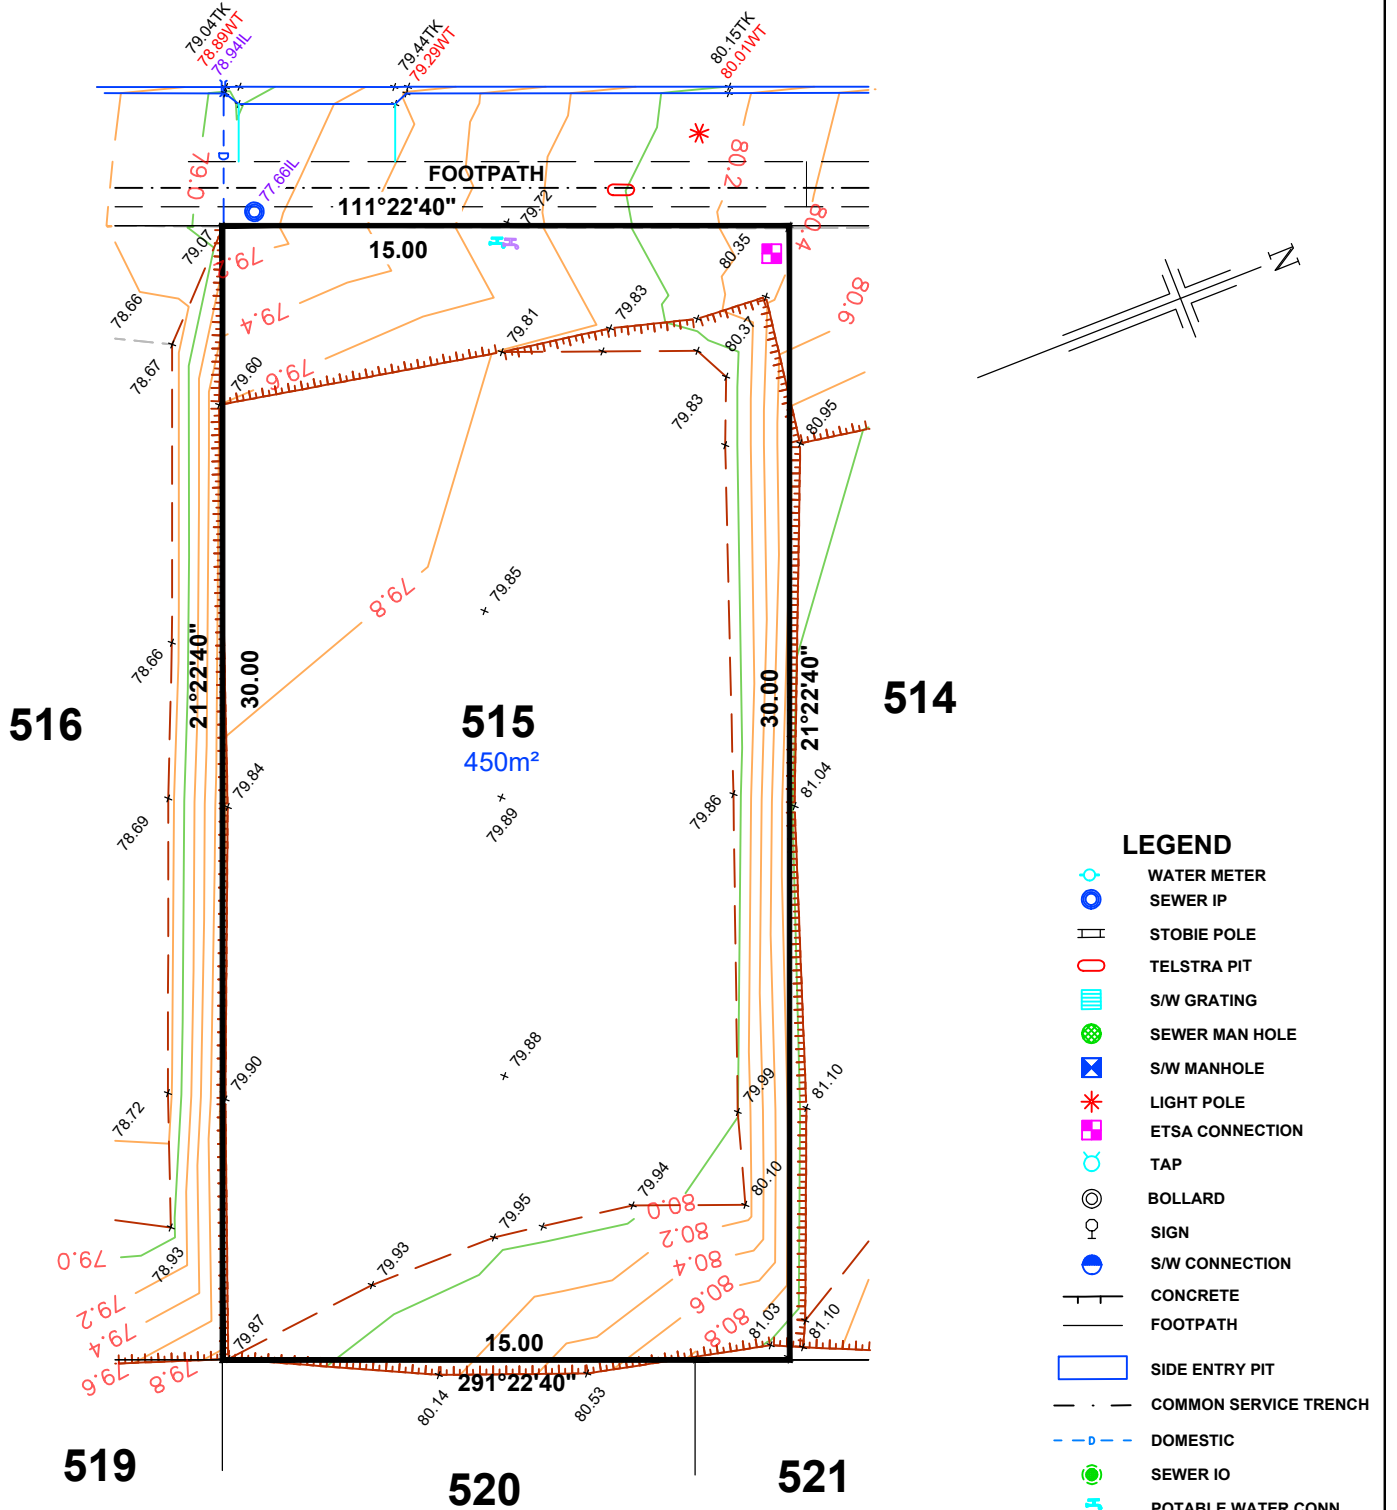 79.04TK
78.89WT
78.94IL
79.44TK
79.29WT
80.15TK
80.01WT
D
77.66IL
FOOTPATH
79.0
80.2
79.72
111°22'40"
15.00
79.07
79.2
80.35
80.4
N
78.66
79.4
79.81
79.83
80.37
80.6
78.67
79.60
79.6
79.83
80.95
79.8
79.85
78.66
21°22'40"
30.00
516
515
450m²
30.00
21°22'40"
514
79.84
81.04
78.69
79.89
79.86
79.90
79.88
79.99
81.10
78.72
79.94
80.10
80.0
79.95
80.2
79.0
78.93
79.93
80.4
79.2
80.6
79.4
79.87
80.8
81.03
81.10
15.00
79.6
79.8
291°22'40"
80.14
80.53
519
520
521
LEGEND
WATER METER
SEWER IP
STOBIE POLE
TELSTRA PIT
S/W GRATING
SEWER MAN HOLE
S/W MANHOLE
LIGHT POLE
ETSA CONNECTION
TAP
BOLLARD
SIGN
S/W CONNECTION
CONCRETE
FOOTPATH
SIDE ENTRY PIT
COMMON SERVICE TRENCH
D DOMESTIC
SEWER IO
POTABLE WATER CONN